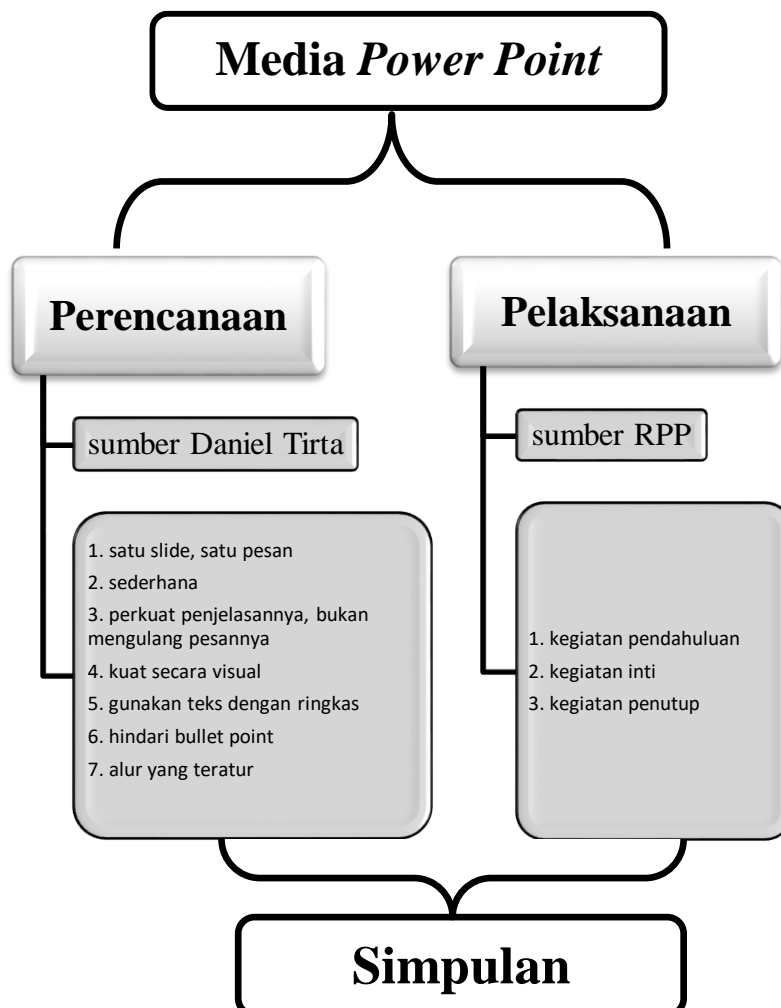 Media Power Point
Perencanaan
sumber Daniel Tirta
1. satu slide, satu pesan
2. sederhana
3. perkuat penjelasannya, bukan
mengulang pesannya
4. kuat secara visual
5. gunakan teks dengan ringkas
6. hindari bullet point
7. alur yang teratur
Pelaksanaan
sumber RPP
1. kegiatan pendahuluan
2. kegiatan inti
3. kegiatan penutup
Simpulan